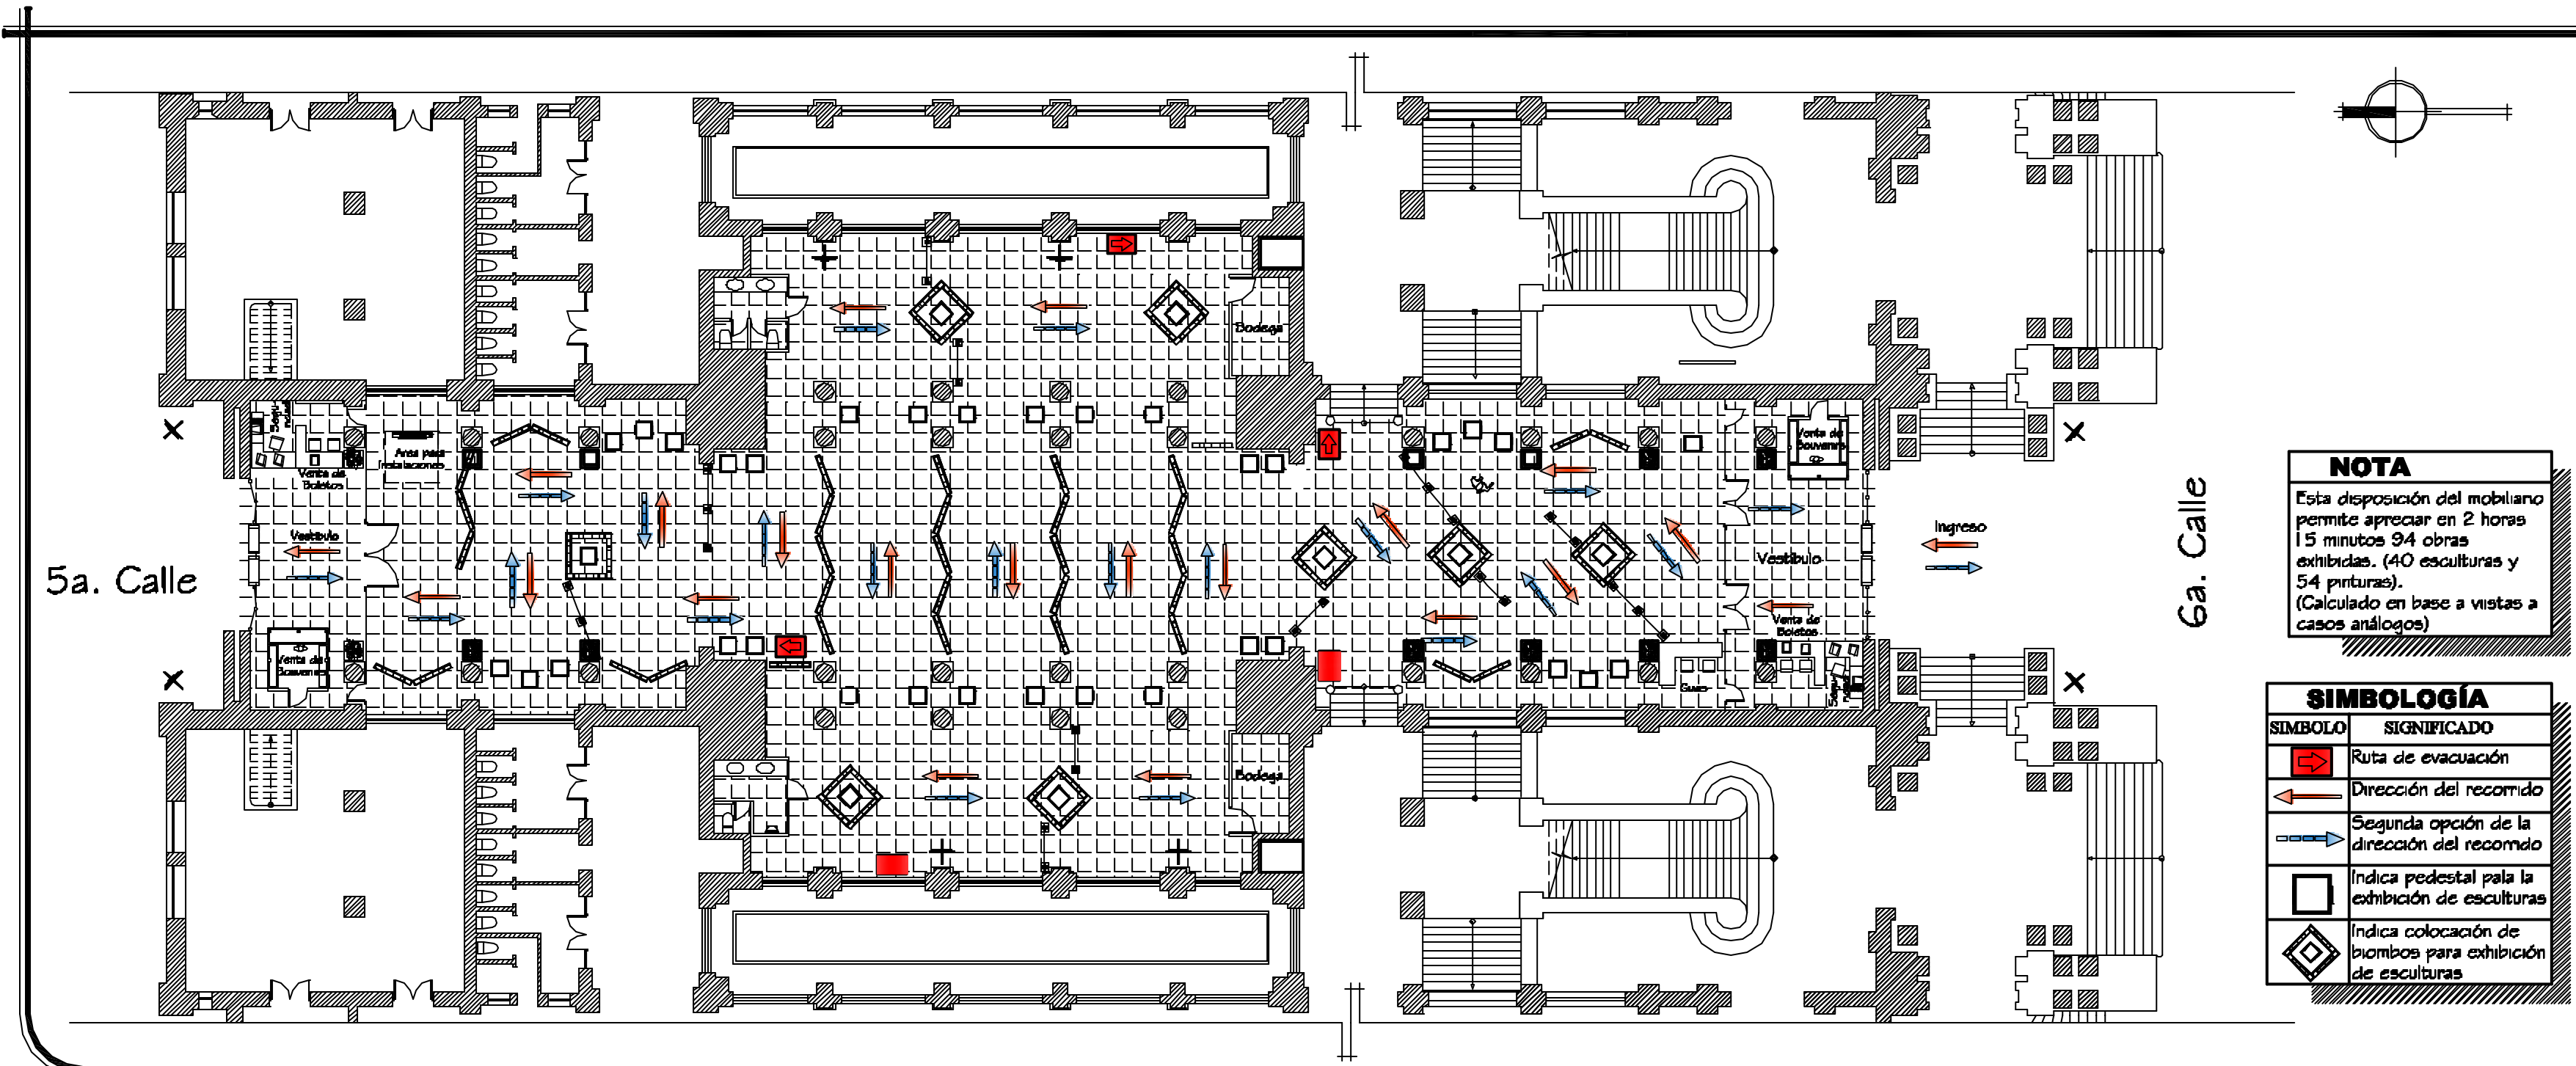 Bodega
Segu-
Venta de
Boletos
Area para
Instalaciones
Venta de
Souvenirs
Vestíbulo
Ingreso
5a. Calle
Vestíbulo
6a. Calle
Venta de
Boletos
Venta de
Souvenirs
Guias
Bodega
NOTA
Esta disposición del mobiliario
permite apreciar en 2 horas
15 minutos 94 obras
exhibidas. (40 esculturas y
54 pinturas).
(Calculado en base a vistas a
casos análogos)
SIMBOLOGÍA
SIMBOLO SIGNIFICADO
Ruta de evacuación
Dirección del recorrido
Segunda opción de la
dirección del recorrido
Indica pedestal pala la
exhibición de esculturas
Indica colocación de
biombos para exhibición
de esculturas